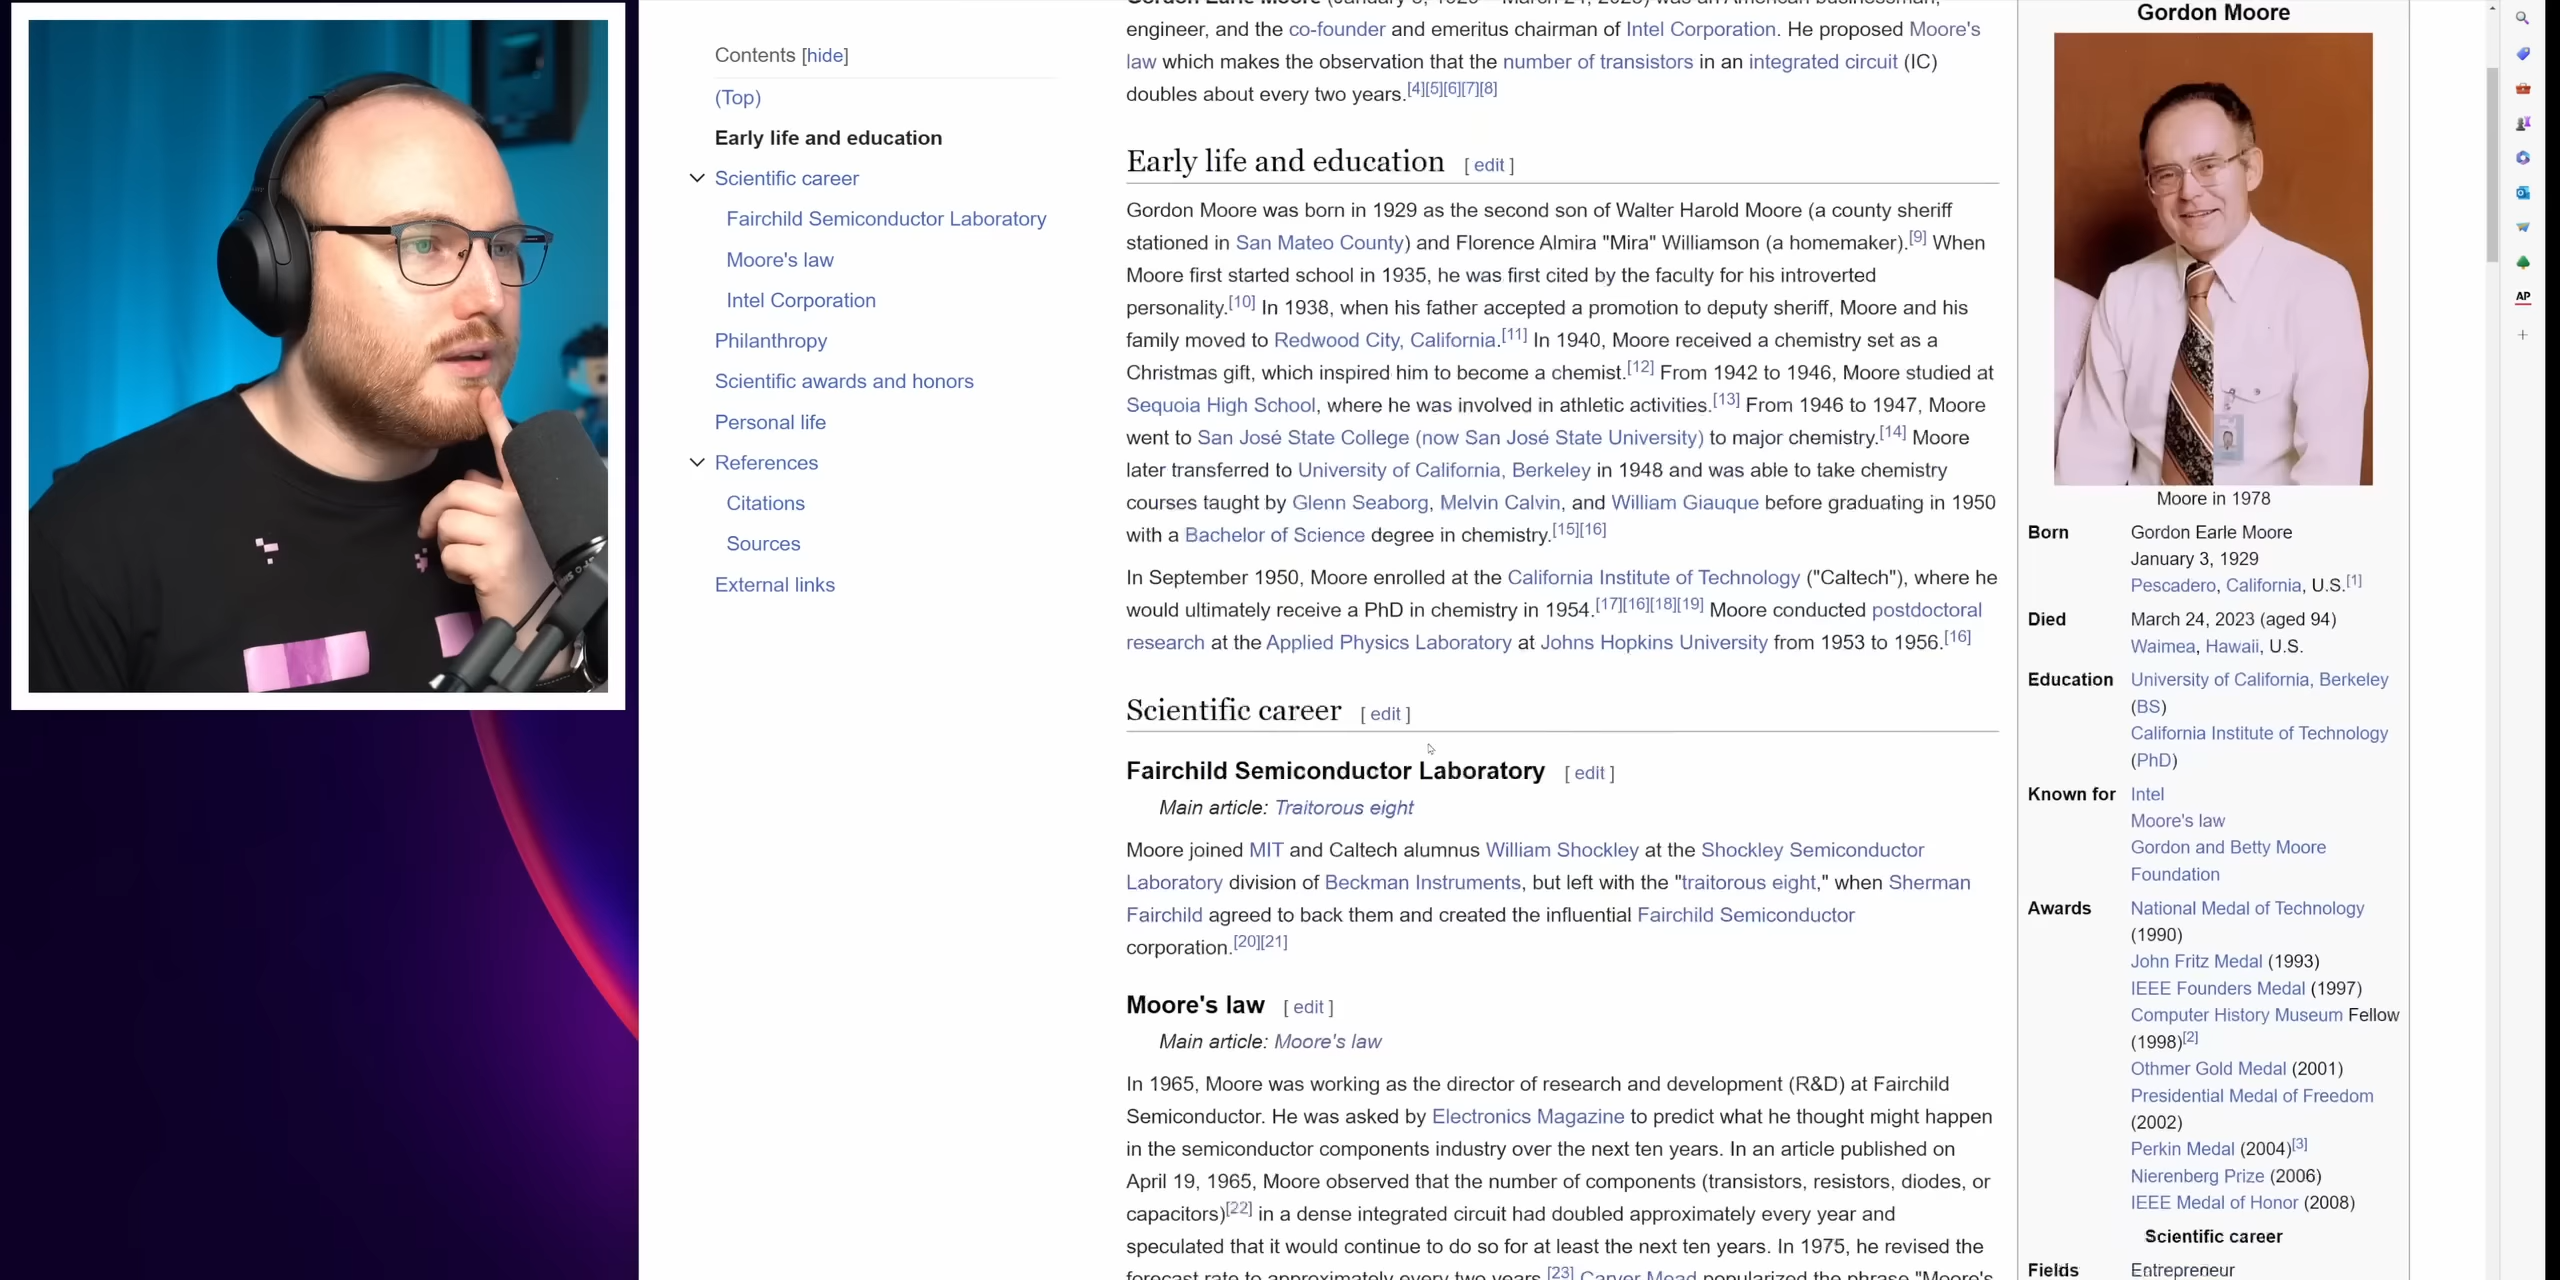 Contents [hide]
(Top)
Early life and education
Scientific career
Fairchild Semiconductor Laboratory
Moore's law
Intel Corporation
Philanthropy
Scientific awards and honors
Personal life
References
Citations
Sources
External links
engineer, and the co-founder and emeritus chairman of Intel Corporation. He proposed Moore's
law which makes the observation that the number of transistors in an integrated circuit (IC)
doubles about every two years.[4][5][6][7][8]
Early life and education [ edit ]
Gordon Moore was born in 1929 as the second son of Walter Harold Moore (a county sheriff
stationed in San Mateo County) and Florence Almira "Mira" Williamson (a homemaker).[9] When
Moore first started school in 1935, he was first cited by the faculty for his introverted
personality.[10] In 1938, when his father accepted a promotion to deputy sheriff, Moore and his
family moved to Redwood City, California.[11] In 1940, Moore received a chemistry set as a
Christmas gift, which inspired him to become a chemist.[12] From 1942 to 1946, Moore studied at
Sequoia High School, where he was involved in athletic activities.[13] From 1946 to 1947, Moore
went to San José State College (now San José State University) to major chemistry.[14] Moore
later transferred to University of California, Berkeley in 1948 and was able to take chemistry
courses taught by Glenn Seaborg, Melvin Calvin, and William Giauque before graduating in 1950
with a Bachelor of Science degree in chemistry.[15][16]
In September 1950, Moore enrolled at the California Institute of Technology ("Caltech"), where he
would ultimately receive a PhD in chemistry in 1954.[17][16][18][19] Moore conducted postdoctoral
research at the Applied Physics Laboratory at Johns Hopkins University from 1953 to 1956.[16]
Scientific career [ edit ]
Fairchild Semiconductor Laboratory [ edit ]
Main article: Traitorous eight
Moore joined MIT and Caltech alumnus William Shockley at the Shockley Semiconductor
Laboratory division of Beckman Instruments, but left with the "traitorous eight," when Sherman
Fairchild agreed to back them and created the influential Fairchild Semiconductor
corporation.[20][21]
Moore's law [ edit ]
Main article: Moore's law
In 1965, Moore was working as the director of research and development (R&D) at Fairchild
Semiconductor. He was asked by Electronics Magazine to predict what he thought might happen
in the semiconductor components industry over the next ten years. In an article published on
April 19, 1965, Moore observed that the number of components (transistors, resistors, diodes, or
capacitors)[22] in a dense integrated circuit had doubled approximately every year and
speculated that it would continue to do so for at least the next ten years. In 1975, he revised the
forecast rate to approximately every two years.[23] Carver Mead popularized the phrase "Moore's
Gordon Moore
Moore in 1978
Born Gordon Earle Moore
January 3, 1929
Pescadero, California, U.S.[1]
Died March 24, 2023 (aged 94)
Waimea, Hawaii, U.S.
Education University of California, Berkeley
(BS)
California Institute of Technology
(PhD)
Known for Intel
Moore's law
Gordon and Betty Moore
Foundation
Awards National Medal of Technology
(1990)
John Fritz Medal (1993)
IEEE Founders Medal (1997)
Computer History Museum Fellow
(1998)[2]
Othmer Gold Medal (2001)
Presidential Medal of Freedom
(2002)
Perkin Medal (2004)[3]
Nierenberg Prize (2006)
IEEE Medal of Honor (2008)
Scientific career
Fields Entrepreneur
AP